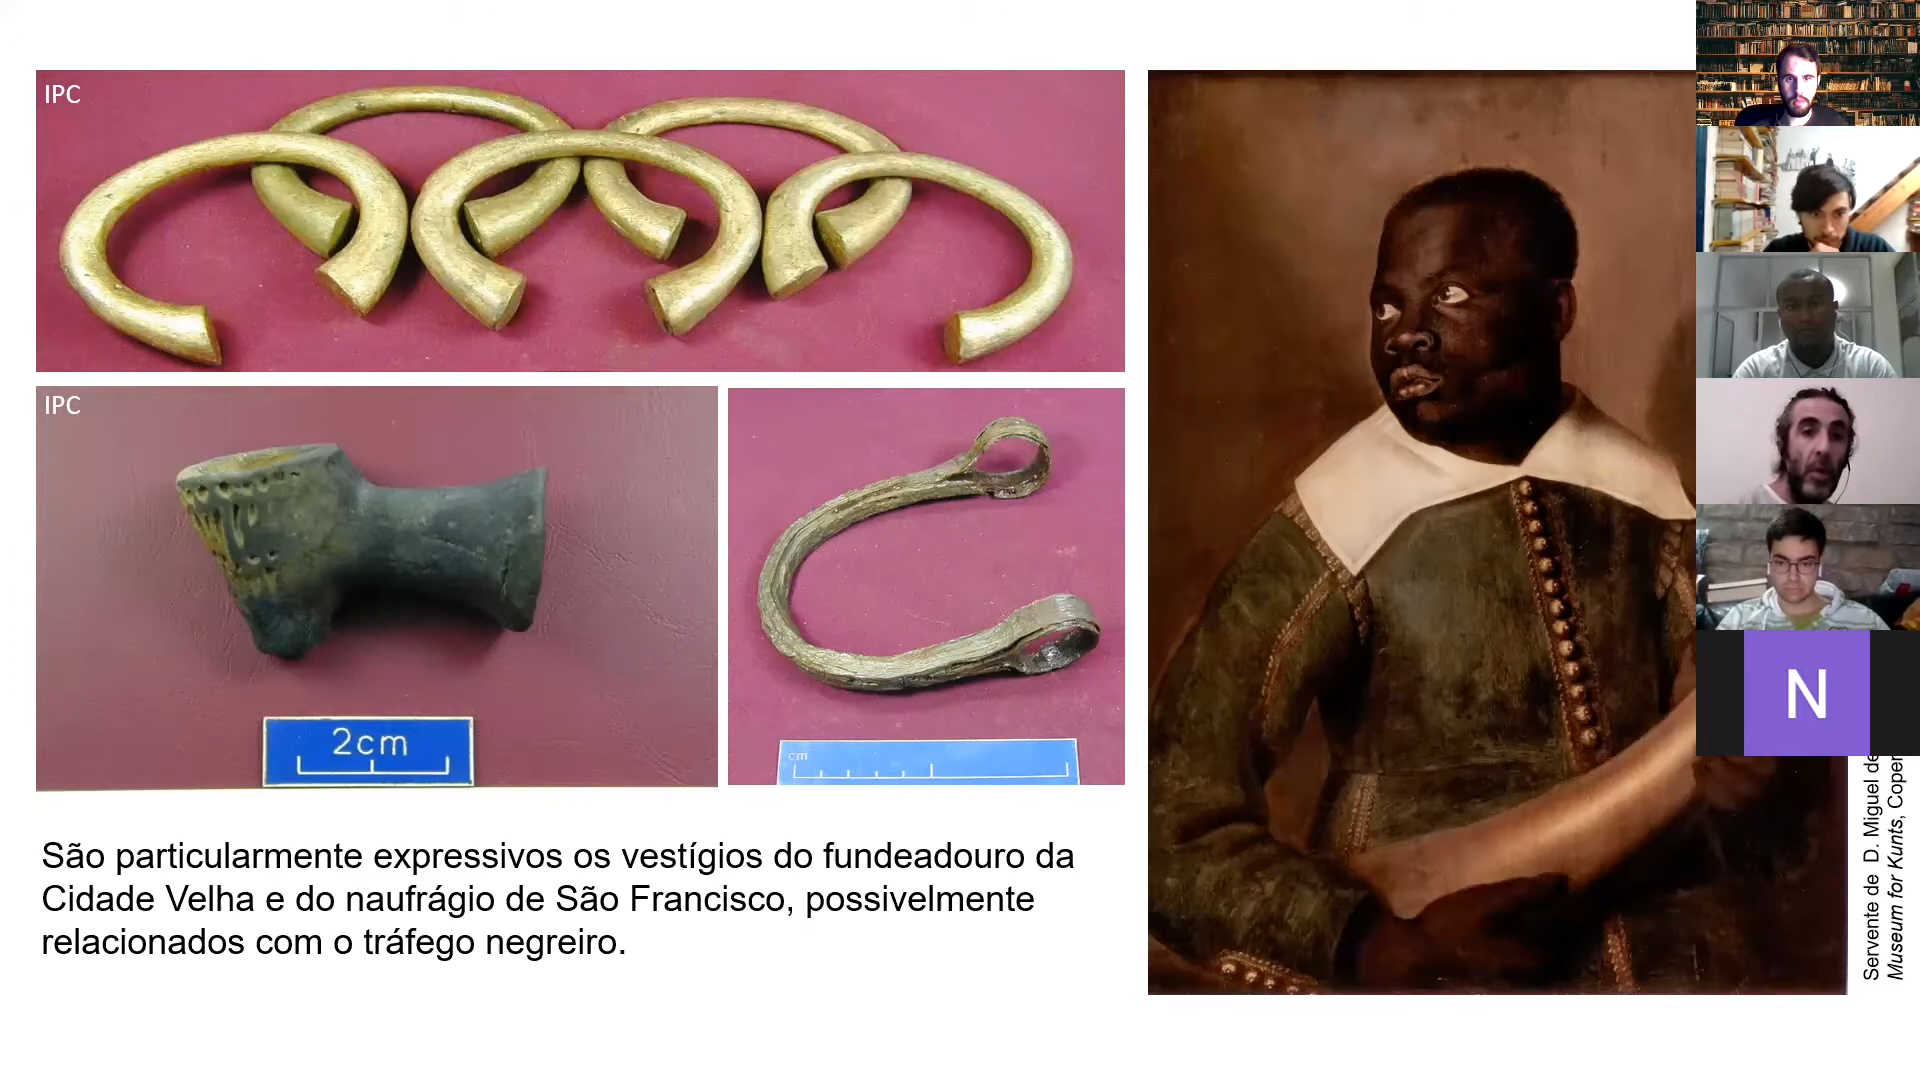 IPC
IPC
2cm
cm
São particularmente expressivos os vestígios do fundeadouro da
Cidade Velha e do naufrágio de São Francisco, possivelmente
relacionados com o tráfego negreiro.
Servente de D. Miguel de
Museum for Kunts,
N